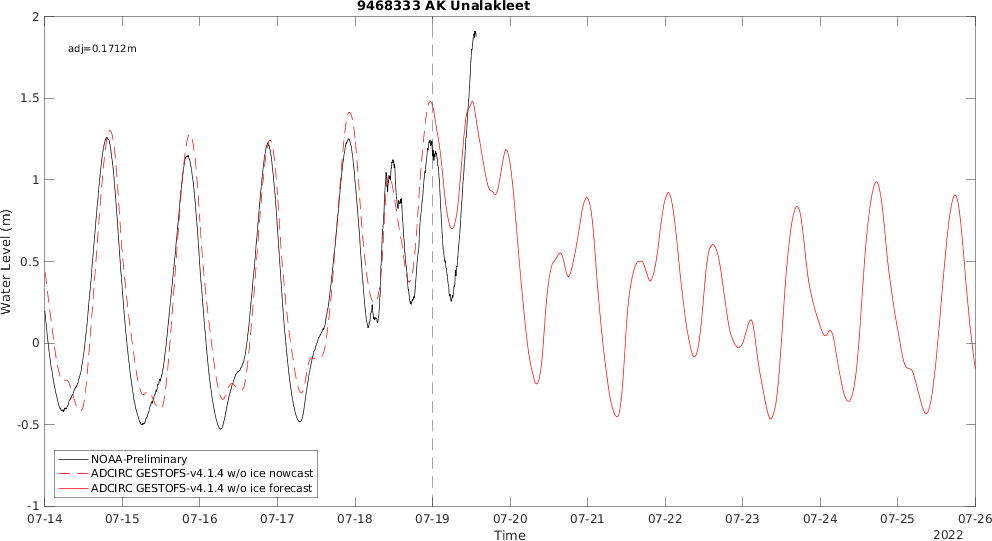 9468333 AK Unalakleet
adj=0.1712m
Water Level (m)
2
1.5
1
0.5
0
-0.5
-1
NOAA-Preliminary
ADCIRC GESTOFS-v4.1.4 w/o ice nowcast
ADCIRC GESTOFS-v4.1.4 w/o ice forecast
07-14 07-15 07-16 07-17 07-18 07-19 07-20 07-21 07-22 07-23 07-24 07-25 07-26
Time
2022